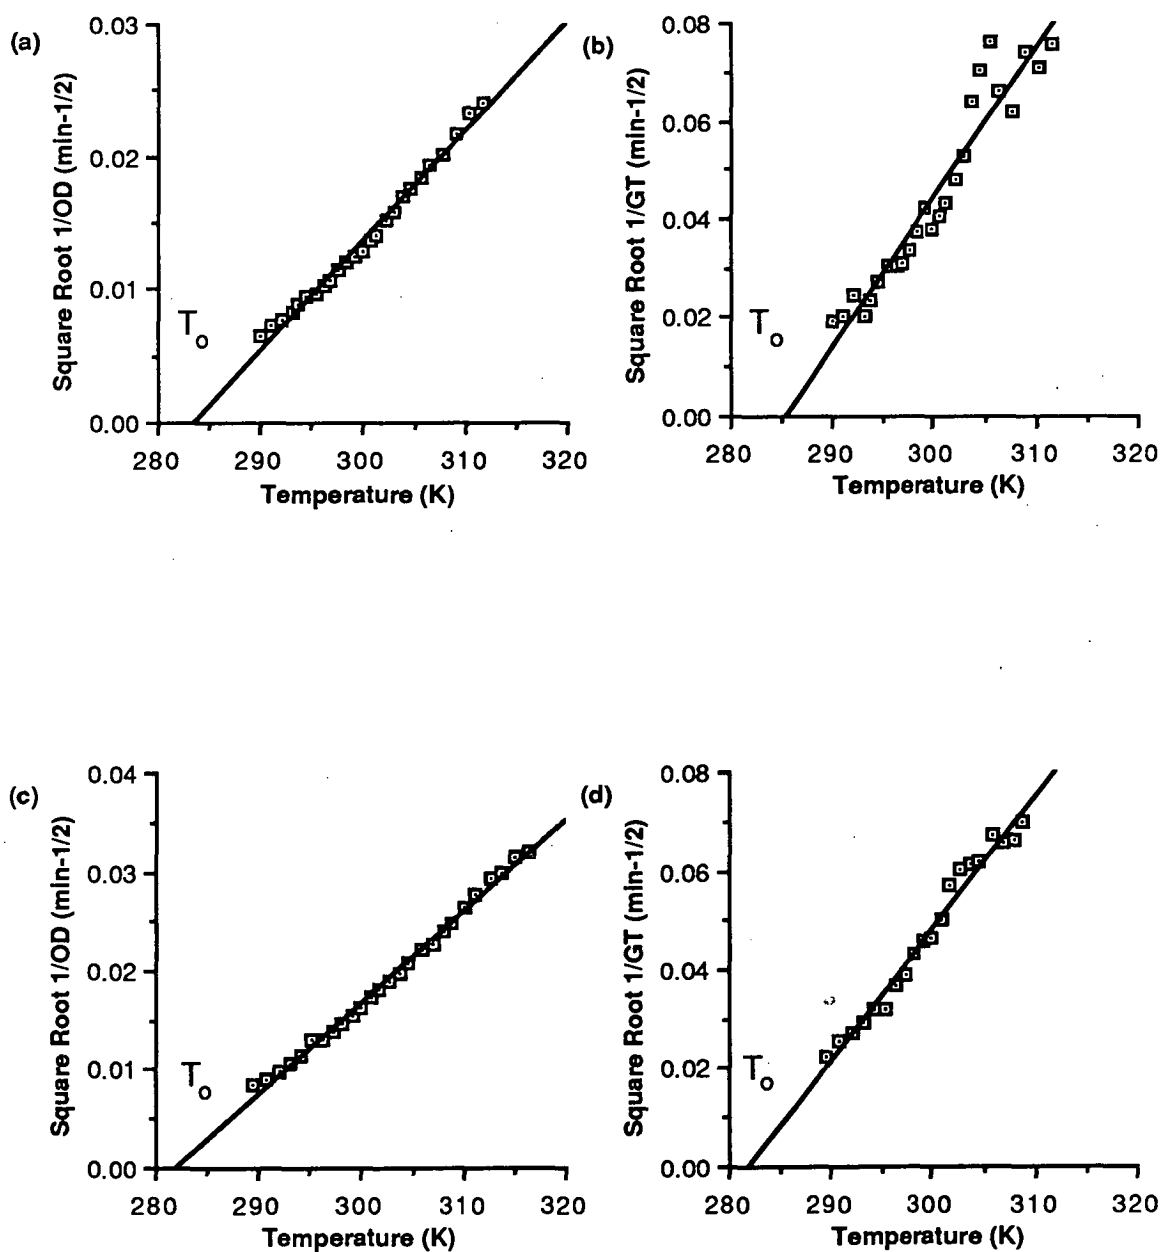 (a)
Square Root 1/OD (min-1/2)
0.03
0.02
0.01
0.00
To
280 290 300 310 320
Temperature (K)
(b)
Square Root 1/GT (min-1/2)
0.08
0.06
0.04
0.02
0.00
To
280 290 300 310 320
Temperature (K)
(c)
Square Root 1/OD (min-1/2)
0.04
0.03
0.02
0.01
0.00
To
280 290 300 310 320
Temperature (K)
(d)
Square Root 1/GT (min-1/2)
0.08
0.06
0.04
0.02
0.00
To
280 290 300 310 320
Temperature (K)